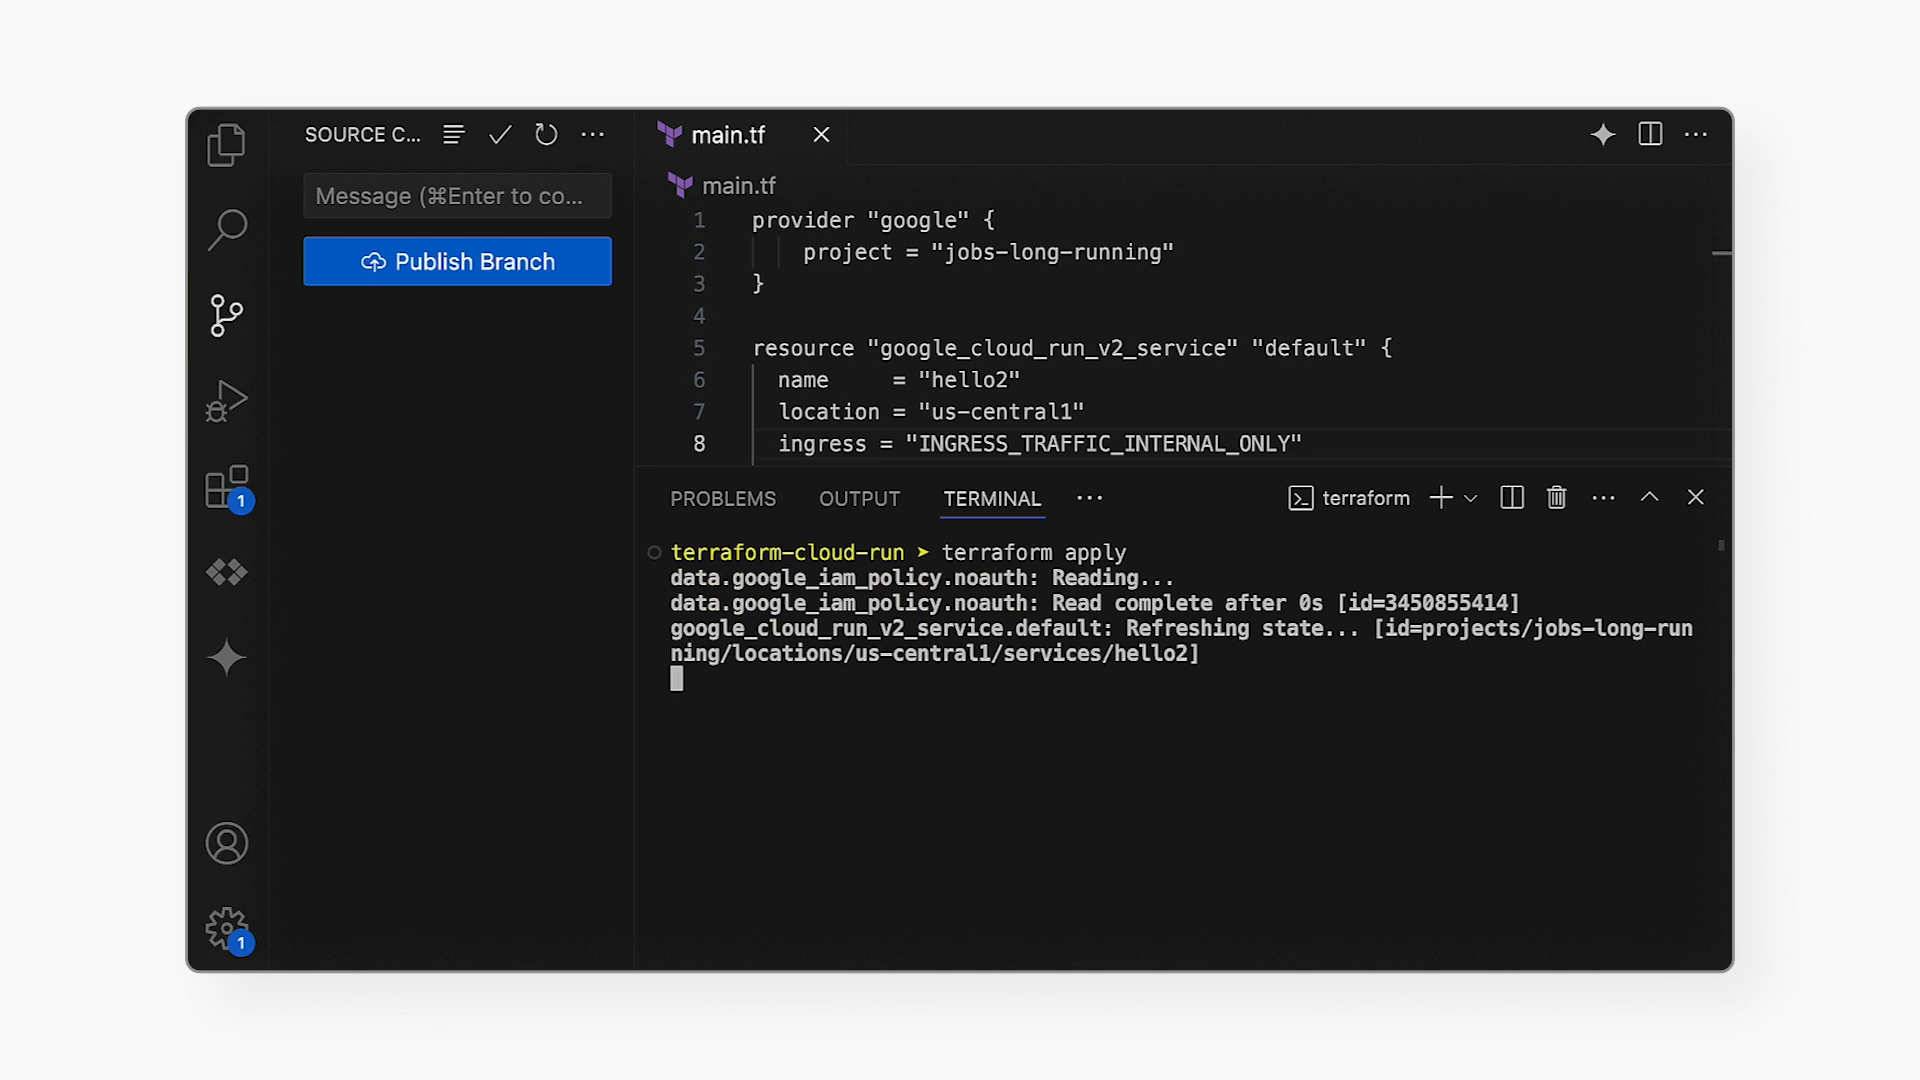 SOURCE C...
Message (⌘Enter to co...
Publish Branch
1
1
main.tf
main.tf
1 provider "google" {
2 project = "jobs-long-running"
3 }
4
5 resource "google_cloud_run_v2_service" "default" {
6 name = "hello2"
7 location = "us-central1"
8 ingress = "INGRESS_TRAFFIC_INTERNAL_ONLY"
PROBLEMS OUTPUT TERMINAL ... terraform
terraform-cloud-run ➤ terraform apply
data.google_iam_policy.noauth: Reading...
data.google_iam_policy.noauth: Read complete after 0s [id=3450855414]
google_cloud_run_v2_service.default: Refreshing state... [id=projects/jobs-long-run
ning/locations/us-central1/services/hello2]